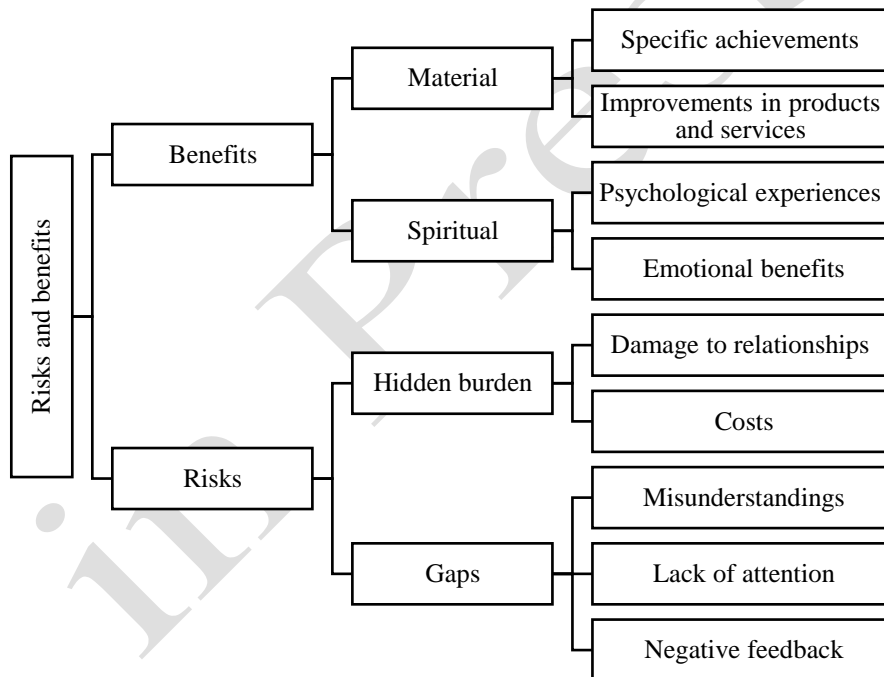 Risks and benefits
Benefits
Material
Specific achievements
Improvements in products
and services
Spiritual
Psychological experiences
Emotional benefits
Risks
Hidden burden
Damage to relationships
Costs
Gaps
Misunderstandings
Lack of attention
Negative feedback